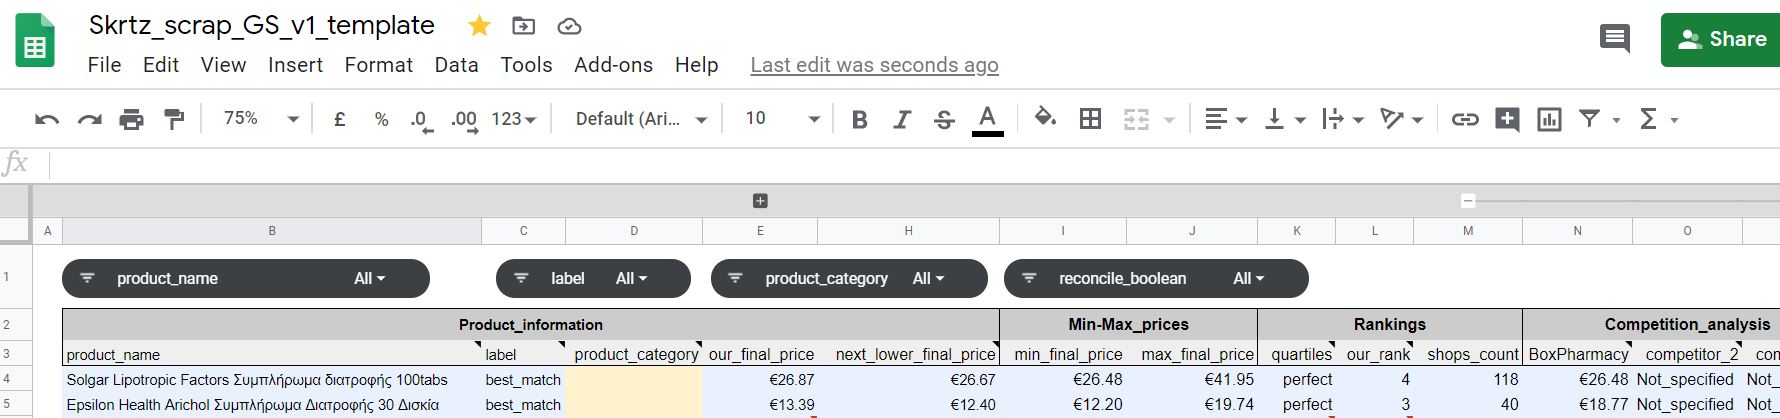 Skrtz_scrap_GS_v1_template
File Edit View Insert Format Data Tools Add-ons Help Last edit was seconds ago
Share
75% £ % .0 .00 123 Default (Ari... 10 B I S A Σ
fx
A B C D E H I J K L M N O
1 product_name All label All product_category All reconcile_boolean All
2 Product_information Min-Max_prices Rankings Competition_analysis
3 product_name label product_category our_final_price next_lower_final_price min_final_price max_final_price quartiles our_rank shops_count BoxPharmacy competitor_2 con
4 Solgar Lipotropic Factors Συμπλήρωμα διατροφής 100tabs best_match €26.87 €26.67 €26.48 €41.95 perfect 4 118 €26.48 Not_specified Not_
5 Epsilon Health Arichol Συμπλήρωμα Διατροφής 30 Δισκία best_match €13.39 €12.40 €12.20 €19.74 perfect 3 40 €18.77 Not_specified Not_